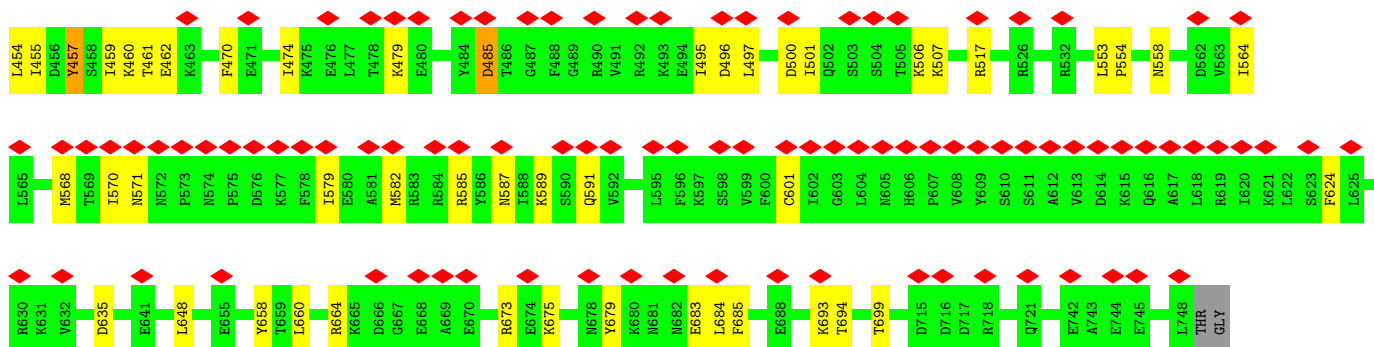 L454 I455 D456 Y457 S458 I459 K460 T461 E462 K463 F470 E471 I474 K475 E476 L477 T478 K479 E480 Y484 D485 T486 G487 F488 G489 R490 V491 R492 K493 E494 I495 D496 L497 D500 I501 Q502 S503 S504 T505 K506 K507 R517 R526 R532 L553 P554 N558 D562 V563 I564
L565 M568 T569 I570 N571 N572 P573 N574 P575 D576 K577 F578 I579 E580 A581 M582 R583 R584 R585 Y586 N587 I588 K589 S590 Q591 V592 L595 F596 K597 S598 V599 F600 C601 I602 G603 L604 N605 H606 P607 V608 Y609 S610 S611 A612 V613 D614 K615 Q616 A617 L618 R619 I620 K621 L622 S623 F624 L625
R630 K631 V632 D635 E641 L648 E655 Y658 T659 L660 R664 K665 D666 G667 E668 A669 E670 R673 E674 K675 N678 Y679 K680 N681 N682 E683 L684 F685 E688 K693 T694 T699 D715 D716 D717 R718 Q721 E742 A743 E744 E745 L748 THR GLY